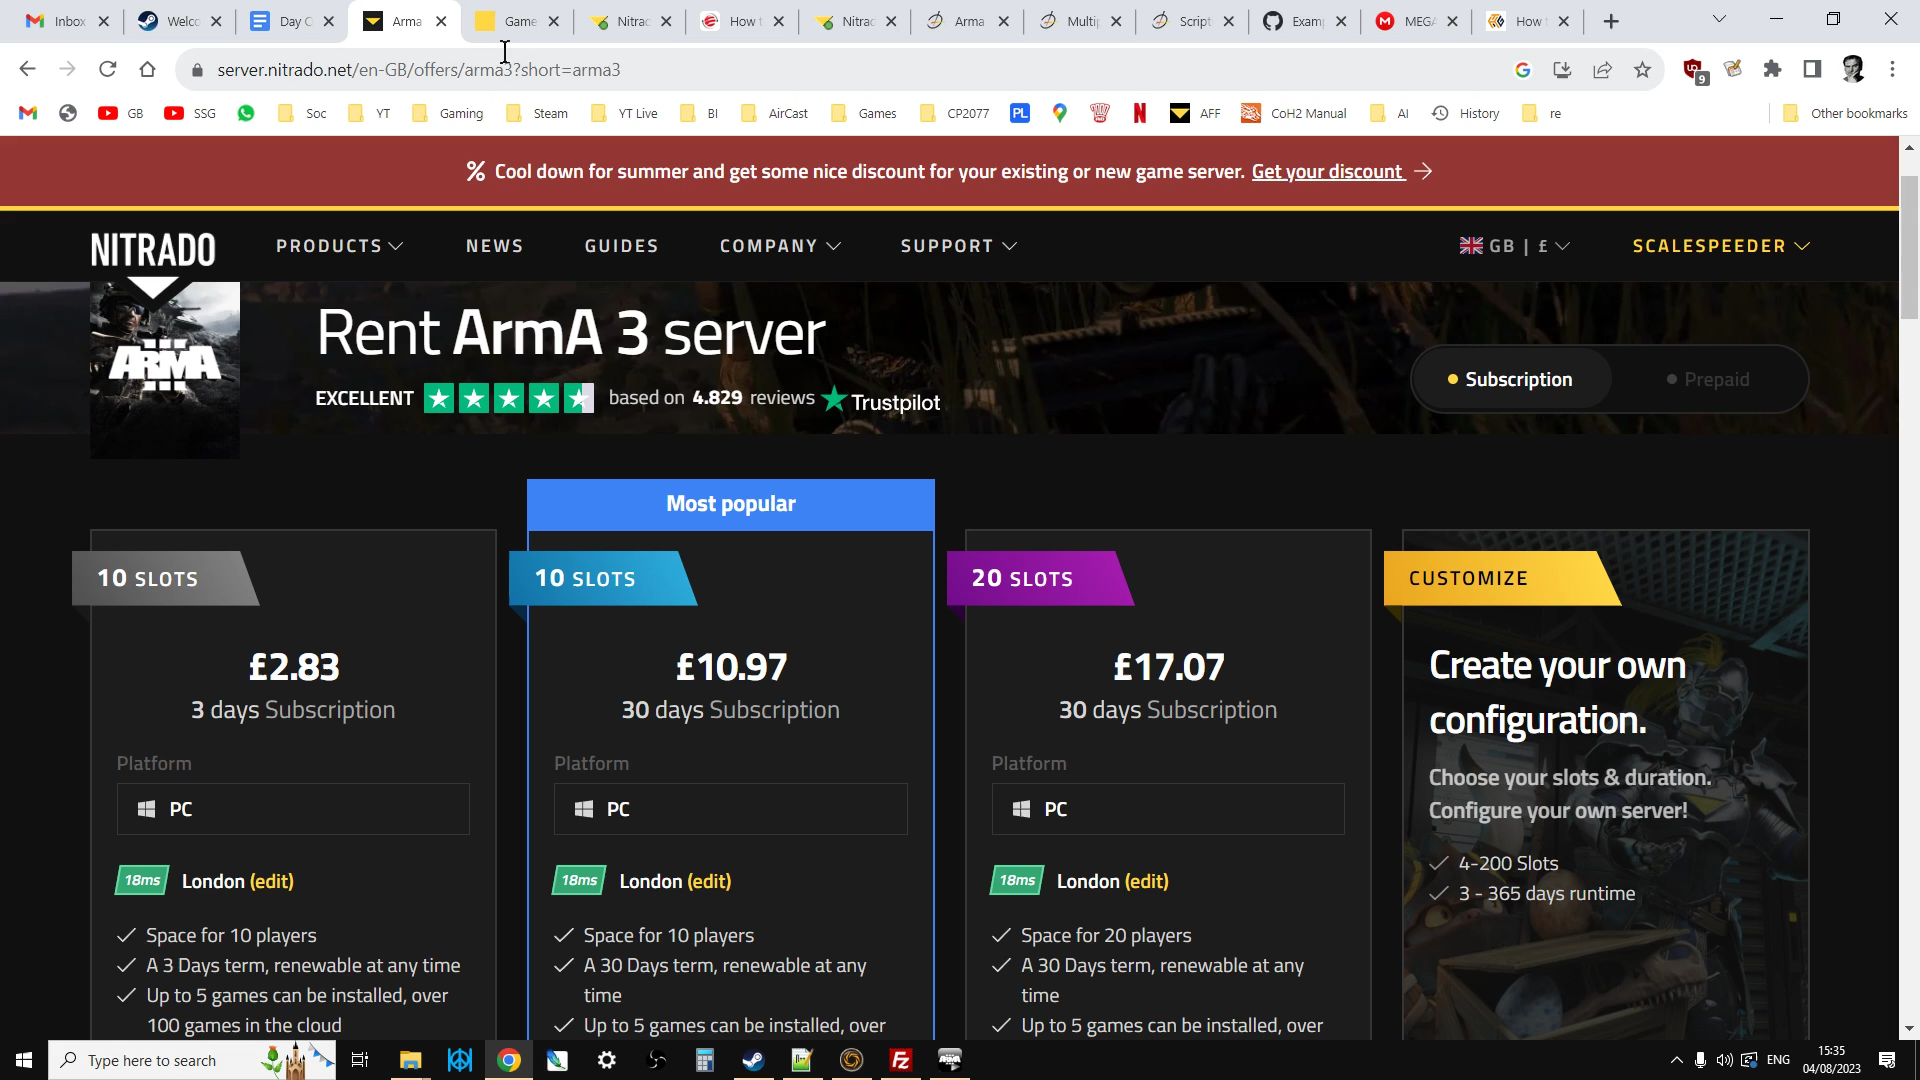 Inbox
Welc
Day C
Arma
Game
Nitrac
How t
Nitrac
Arma
Multi
Script
Exam
MEGA
How
server.nitrado.net/en-GB/offers/arma3?short=arma3
9
GB
SSG
Soc
YT
Gaming
Steam
YT Live
BI
AirCast
Games
CP2077
PL
AFF
CoH2 Manual
AI
History
re
Other bookmarks
% Cool down for summer and get some nice discount for your existing or new game server. Get your discount →
NITRADO
PRODUCTS
NEWS
GUIDES
COMPANY
SUPPORT
GB | £
SCALESPEEDER
ARMA III
Rent ArmA 3 server
EXCELLENT
based on 4.829 reviews
Trustpilot
Subscription
Prepaid
Most popular
10 SLOTS
10 SLOTS
20 SLOTS
CUSTOMIZE
£2.83
3 days Subscription
Platform
PC
18ms London (edit)
Space for 10 players
A 3 Days term, renewable at any time
Up to 5 games can be installed, over
100 games in the cloud
£10.97
30 days Subscription
Platform
PC
18ms London (edit)
Space for 10 players
A 30 Days term, renewable at any
time
Up to 5 games can be installed, over
£17.07
30 days Subscription
Platform
PC
18ms London (edit)
Space for 20 players
A 30 Days term, renewable at any
time
Up to 5 games can be installed, over
Create your own
configuration.
Choose your slots & duration.
Configure your own server!
4-200 Slots
3 - 365 days runtime
Type here to search
ENG
15:35
04/08/2023